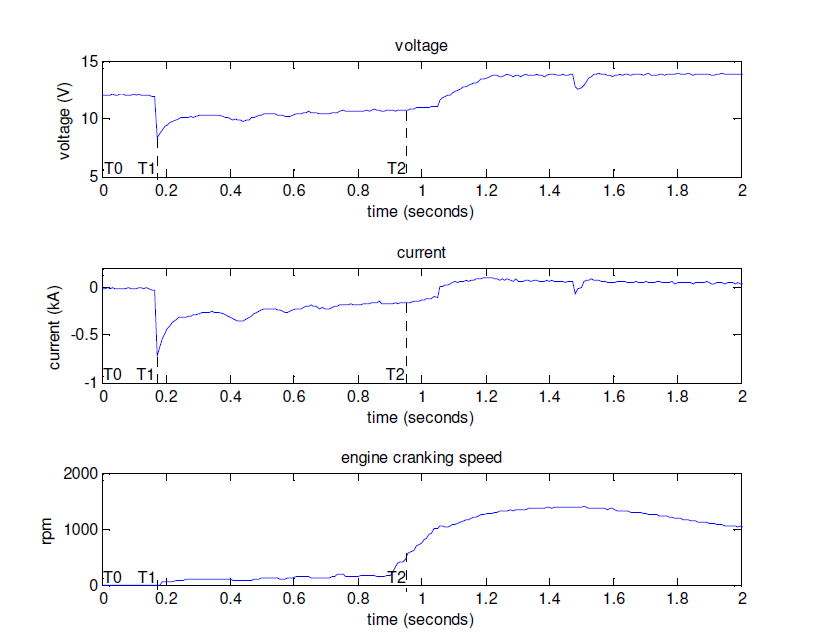 voltage
15
10
5
voltage (V)
T0 T1 T2
0 0.2 0.4 0.6 0.8 1 1.2 1.4 1.6 1.8 2
time (seconds)
current
0
-0.5
-1
current (kA)
T0 T1 T2
0 0.2 0.4 0.6 0.8 1 1.2 1.4 1.6 1.8 2
time (seconds)
engine cranking speed
2000
1000
0
rpm
T0 T1 T2
0 0.2 0.4 0.6 0.8 1 1.2 1.4 1.6 1.8 2
time (seconds)